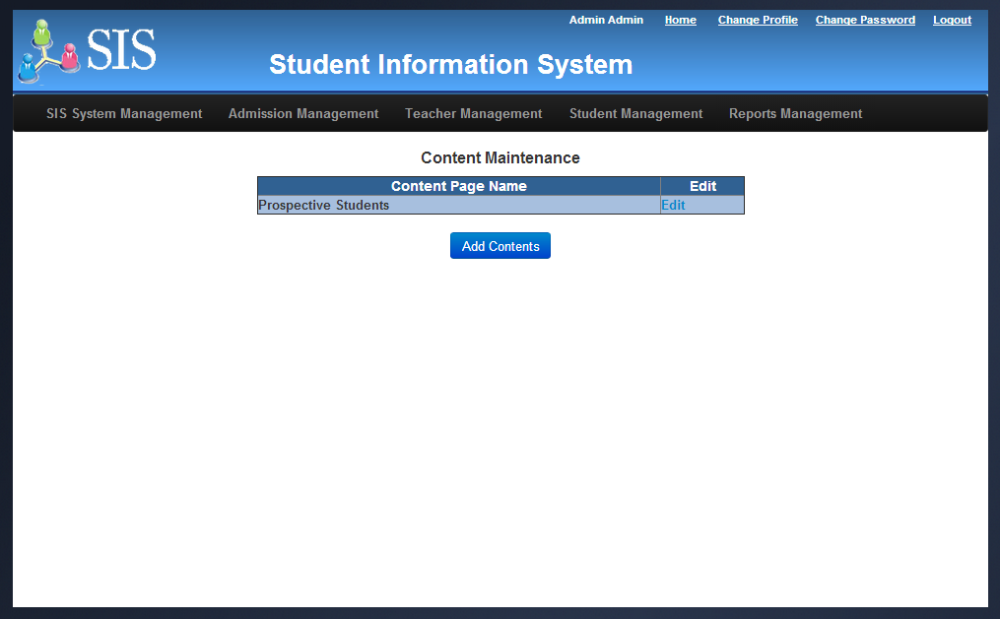 Admin Admin Home Change Profile Change Password Logout
SIS
Student Information System
SIS System Management Admission Management Teacher Management Student Management Reports Management
Content Maintenance
Content Page Name Edit
Prospective Students Edit
Add Contents